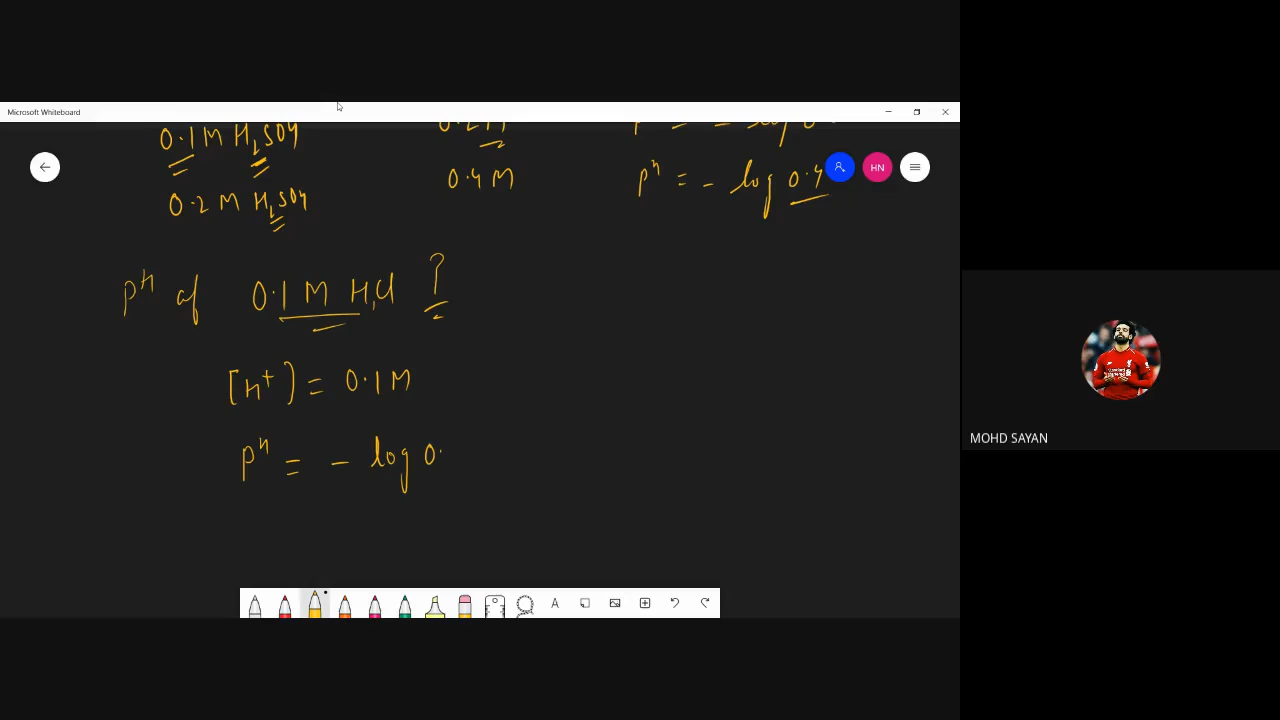 Microsoft Whiteboard
0.1 M H2SO4
0.2 M H2SO4
0.4 M
pH = - log 0.4
HN
pH of 0.1 M HCl ?
[H+] = 0.1 M
pH = - log 0.
MOHD SAYAN